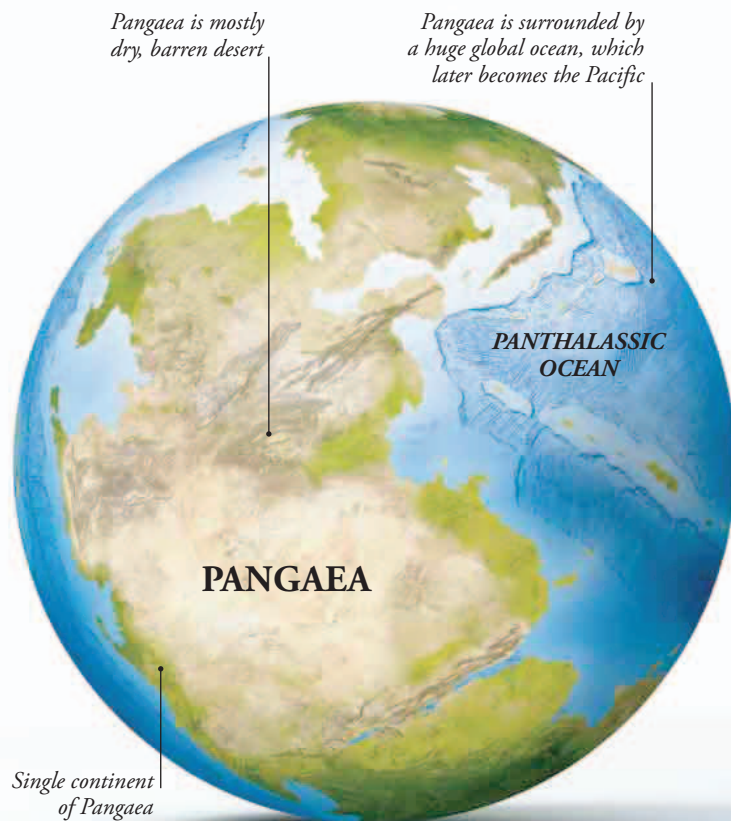 Pangaea is mostly
dry, barren desert
Pangaea is surrounded by
a huge global ocean, which
later becomes the Pacific
PANTHALASSIC
OCEAN
PANGAEA
Single continent
of Pangaea